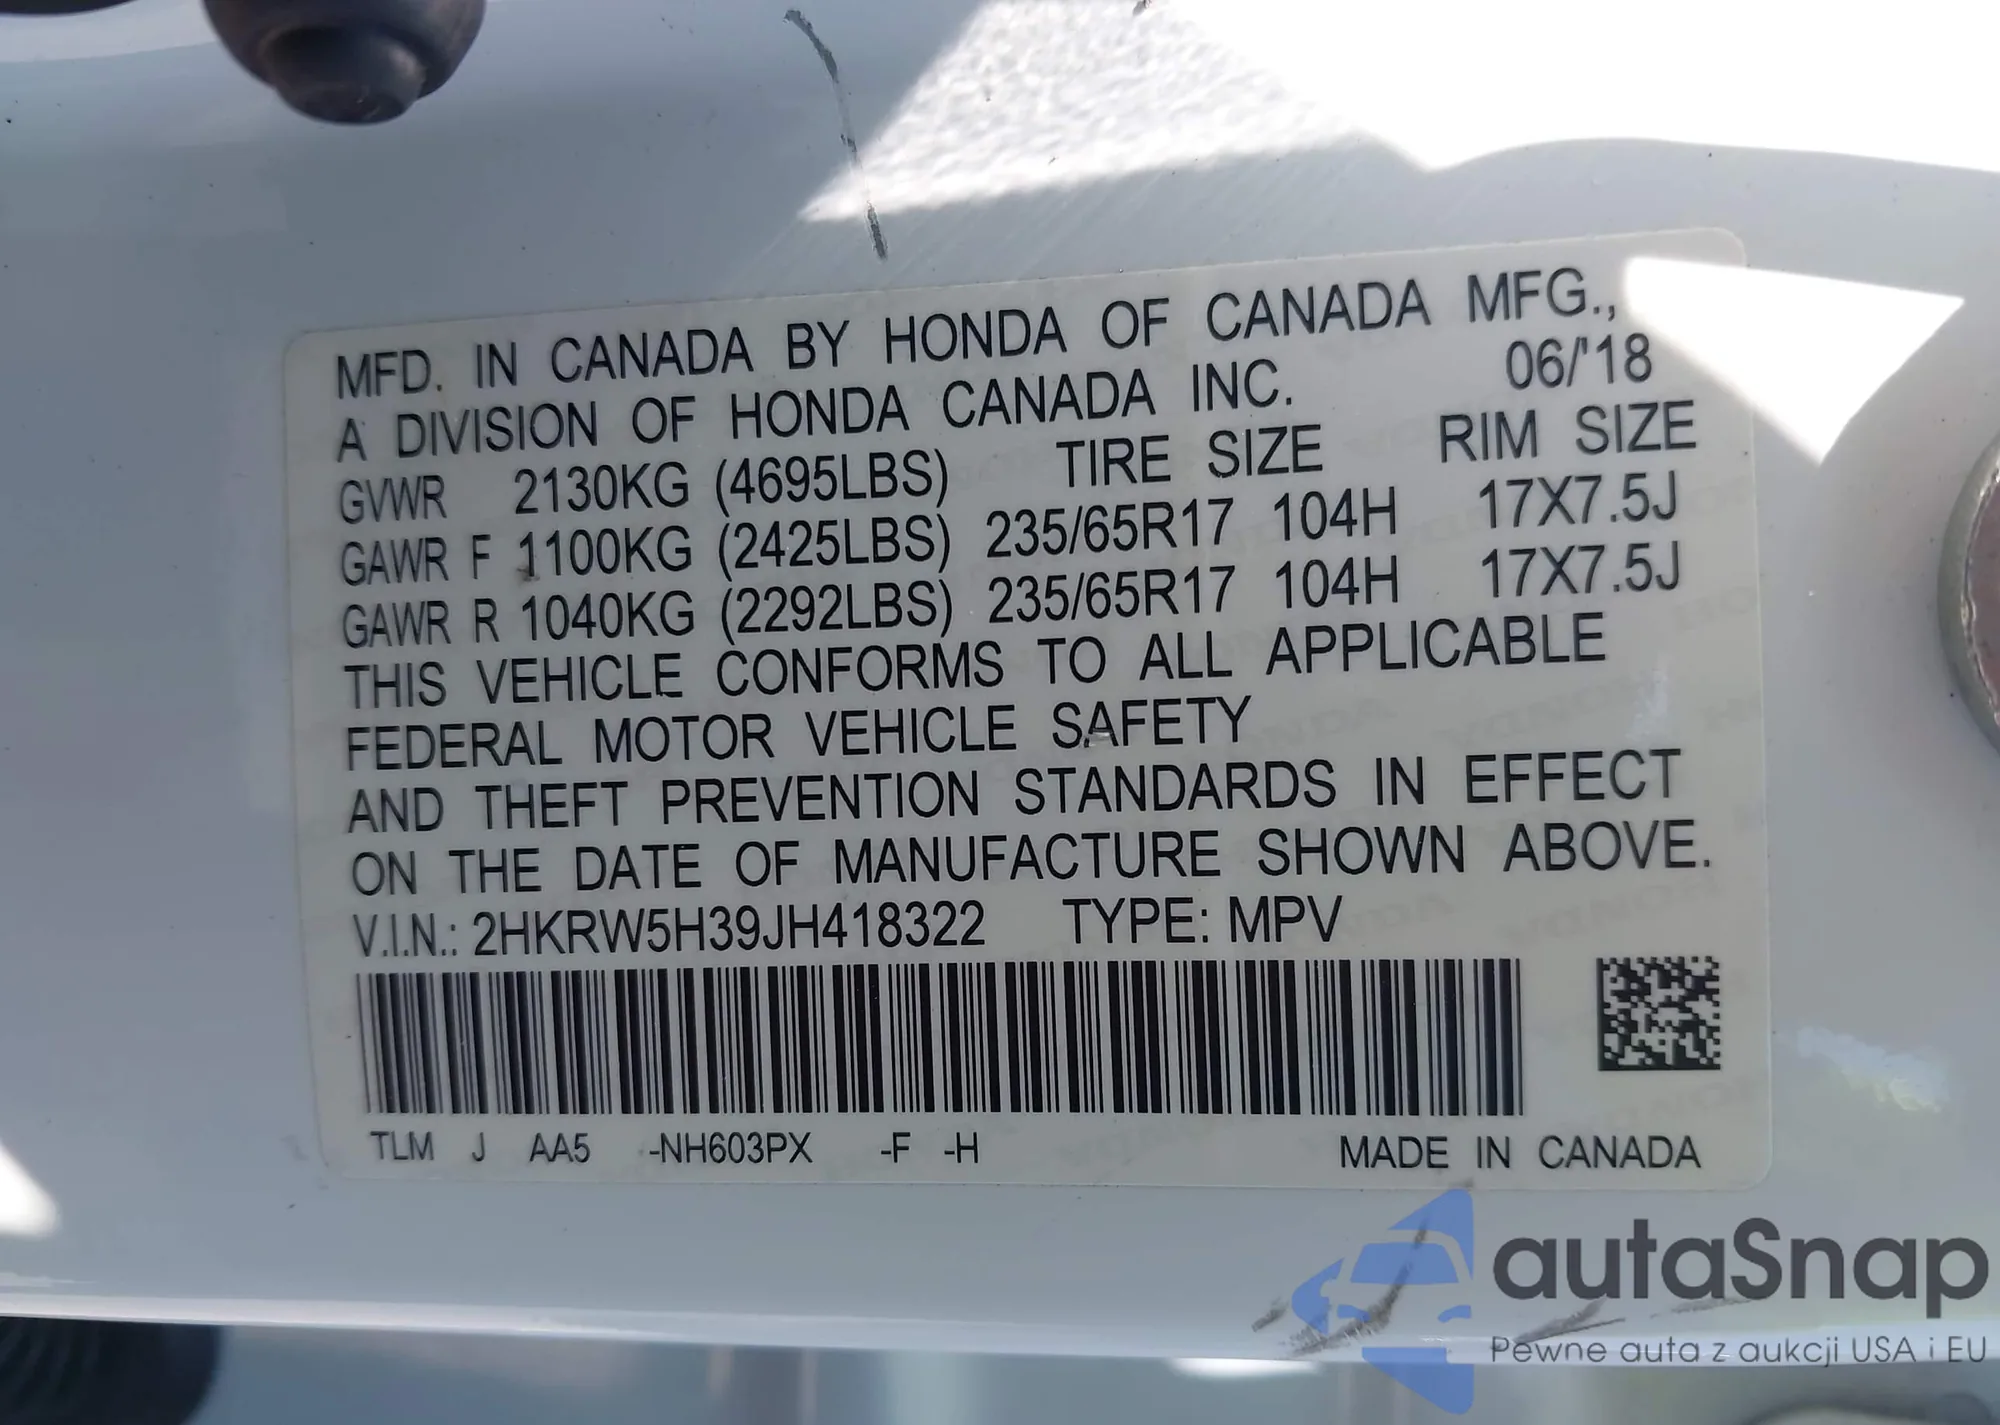 MFD. IN CANADA BY HONDA OF CANADA MFG.,
A DIVISION OF HONDA CANADA INC. 06/'18
GVWR 2130KG (4695LBS) TIRE SIZE RIM SIZE
GAWR F 1100KG (2425LBS) 235/65R17 104H 17X7.5J
GAWR R 1040KG (2292LBS) 235/65R17 104H 17X7.5J
THIS VEHICLE CONFORMS TO ALL APPLICABLE
FEDERAL MOTOR VEHICLE SAFETY
AND THEFT PREVENTION STANDARDS IN EFFECT
ON THE DATE OF MANUFACTURE SHOWN ABOVE.
V.I.N.: 2HKRW5H39JH418322 TYPE: MPV
TLM J AA5 -NH603PX -F -H MADE IN CANADA
autaSnap
Pewne auta z aukcji USA i EU